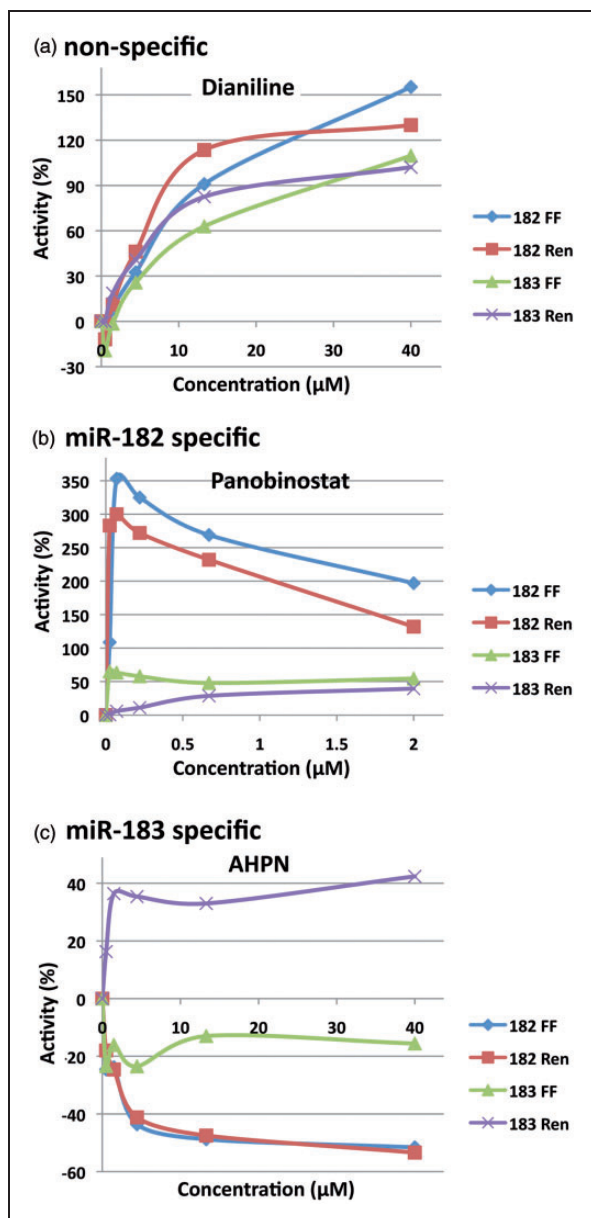 (a) non-specific
Dianiline
Activity (%)
150
120
90
60
30
0
-30
0 10 20 30 40
Concentration (µM)
182 FF
182 Ren
183 FF
183 Ren
(b) miR-182 specific
Panobinostat
Activity (%)
350
300
250
200
150
100
50
0
0 0.5 1 1.5 2
Concentration (µM)
182 FF
182 Ren
183 FF
183 Ren
(c) miR-183 specific
AHPN
Activity (%)
40
20
0
-20
-40
-60
0 10 20 30 40
Concentration (µM)
182 FF
182 Ren
183 FF
183 Ren